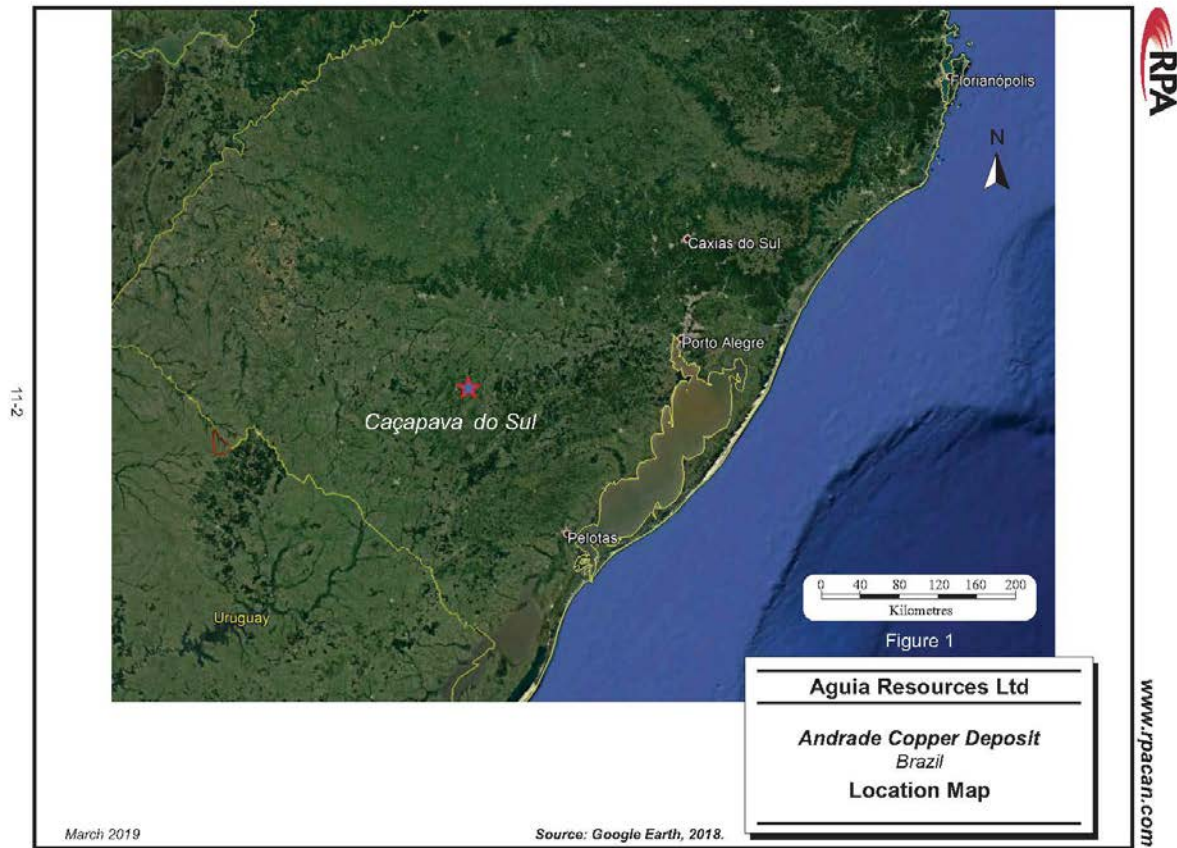 RPA
Florianópolis
N
Caxias do Sul
Porto Alegre
Caçapava do Sul
11-2
Pelotas
Uruguay
0 40 80 120 160 200
Kilometres
Figure 1
Aguia Resources Ltd
Andrade Copper Deposit
Brazil
Location Map
www.rpacan.com
March 2019
Source: Google Earth, 2018.